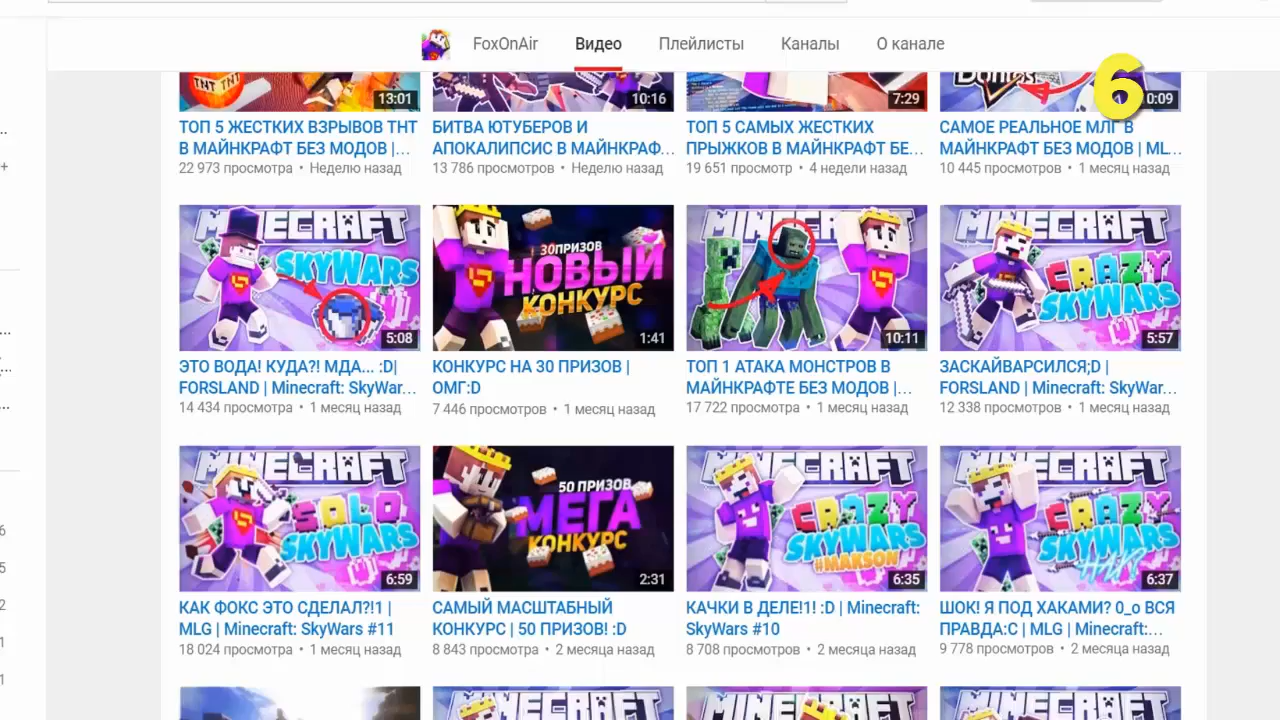 FoxOnAir Видео Плейлисты Каналы О канале
6
TNT TNT
Doritos
13:01 10:16 7:29 0:09
ТОП 5 ЖЕСТКИХ ВЗРЫВОВ ТНТ
В МАЙНКРАФТ БЕЗ МОДОВ |...
22 973 просмотра • Неделю назад
БИТВА ЮТУБЕРОВ И
АПОКАЛИПСИС В МАЙНКРАФ...
13 786 просмотров • Неделю назад
ТОП 5 САМЫХ ЖЕСТКИХ
ПРЫЖКОВ В МАЙНКРАФТ БЕ...
19 651 просмотр • 4 недели назад
САМОЕ РЕАЛЬНОЕ МЛГ В
МАЙНКРАФТ БЕЗ МОДОВ | ML...
10 445 просмотров • 1 месяц назад
MINECRAFT
SKYWARS
5:08
ЭТО ВОДА! КУДА?! МДА... :D|
FORSLAND | Minecraft: SkyWar...
14 434 просмотра • 1 месяц назад
30ПРИЗОВ
НОВЫЙ
КОНКУРС
1:41
КОНКУРС НА 30 ПРИЗОВ |
ОМГ:D
7 446 просмотров • 1 месяц назад
MINECRAFT
10:11
ТОП 1 АТАКА МОНСТРОВ В
МАЙНКРАФТЕ БЕЗ МОДОВ |...
17 722 просмотра • 1 месяц назад
MINECRAFT
CRAZY
SKYWARS
5:57
ЗАСКАЙВАРСИЛСЯ;D |
FORSLAND | Minecraft: SkyWar...
12 338 просмотров • 1 месяц назад
MINECRAFT
SOLO
SKYWARS
6:59
КАК ФОКС ЭТО СДЕЛАЛ?!1 |
MLG | Minecraft: SkyWars #11
18 024 просмотра • 1 месяц назад
50 ПРИЗОВ
МЕГА
КОНКУРС
2:31
САМЫЙ МАСШТАБНЫЙ
КОНКУРС | 50 ПРИЗОВ! :D
8 843 просмотра • 2 месяца назад
MINECRAFT
CRAZY
SKYWARS
#MAKSON
6:35
КАЧКИ В ДЕЛЕ!1! :D | Minecraft:
SkyWars #10
8 708 просмотров • 2 месяца назад
MINECRAFT
CRAZY
SKYWARS
6:37
ШОК! Я ПОД ХАКАМИ? 0_о ВСЯ
ПРАВДА:С | MLG | Minecraft:...
9 778 просмотров • 2 месяца назад
MINECRAFT
MINECRAFT
MINECRAFT